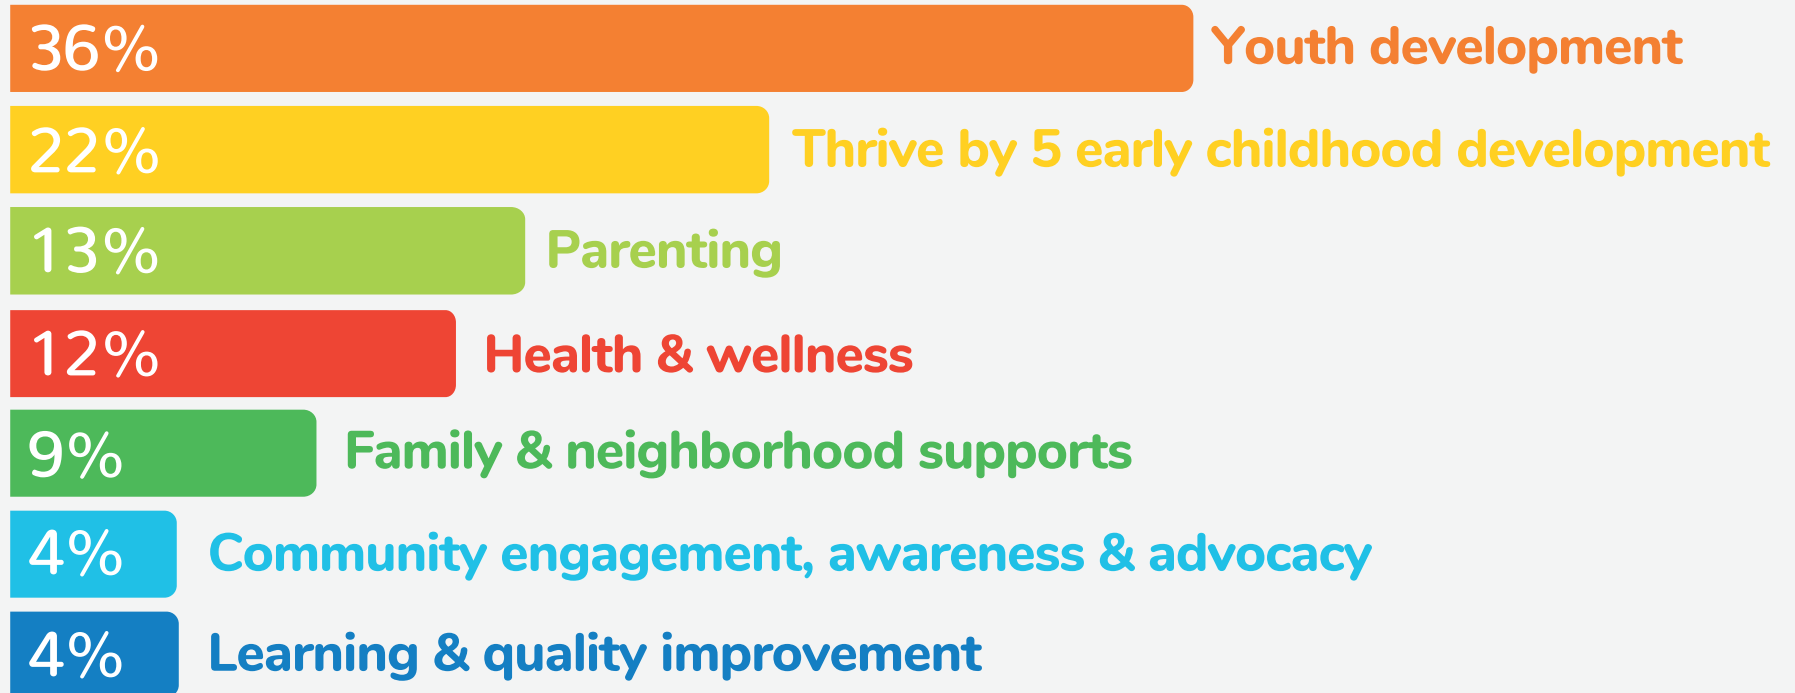 36% Youth development
22% Thrive by 5 early childhood development
13% Parenting
12% Health & wellness
9% Family & neighborhood supports
4% Community engagement, awareness & advocacy
4% Learning & quality improvement